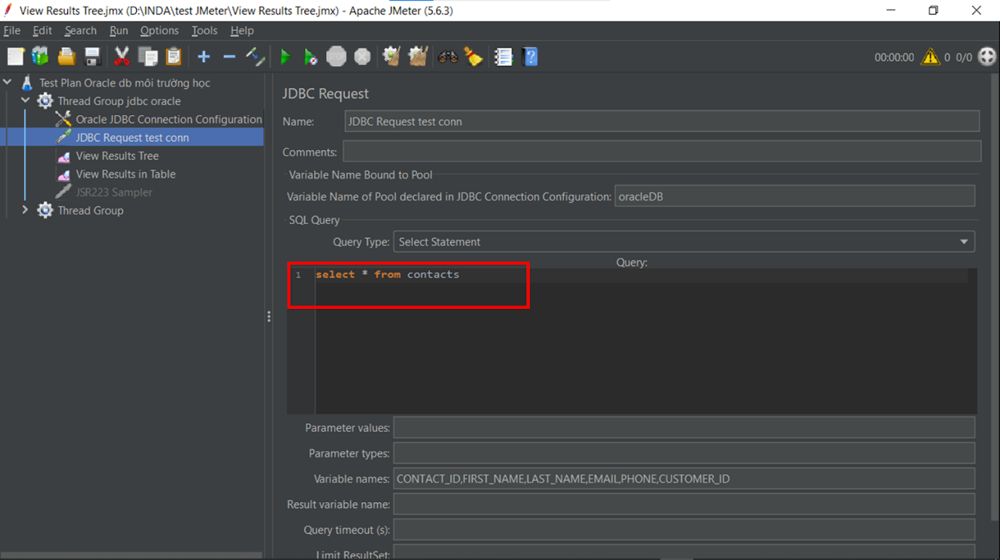 View Results Tree.jmx (D:\INDA\test JMeter\View Results Tree.jmx) - Apache JMeter (5.6.3)
File Edit Search Run Options Tools Help
STOP
00:00:00 0 0/0
Test Plan Oracle db môi trường học
Thread Group jdbc oracle
Oracle JDBC Connection Configuration
JDBC Request test conn
View Results Tree
View Results in Table
JSR223 Sampler
Thread Group
JDBC Request
Name: JDBC Request test conn
Comments:
Variable Name Bound to Pool
Variable Name of Pool declared in JDBC Connection Configuration: oracleDB
SQL Query
Query Type: Select Statement
Query:
1 select * from contacts
Parameter values:
Parameter types:
Variable names: CONTACT_ID,FIRST_NAME,LAST_NAME,EMAIL,PHONE,CUSTOMER_ID
Result variable name:
Query timeout (s):
Limit ResultSet: